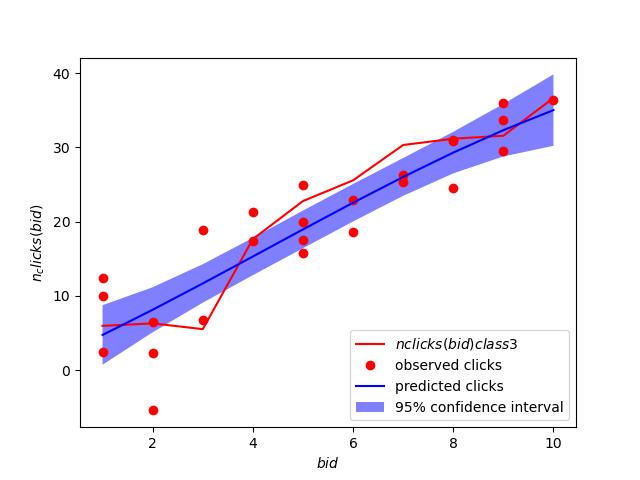 40
30
20
10
0
n_clicks(bid)
2
4
6
8
10
bid
nclicks(bid)class3
observed clicks
predicted clicks
95% confidence interval